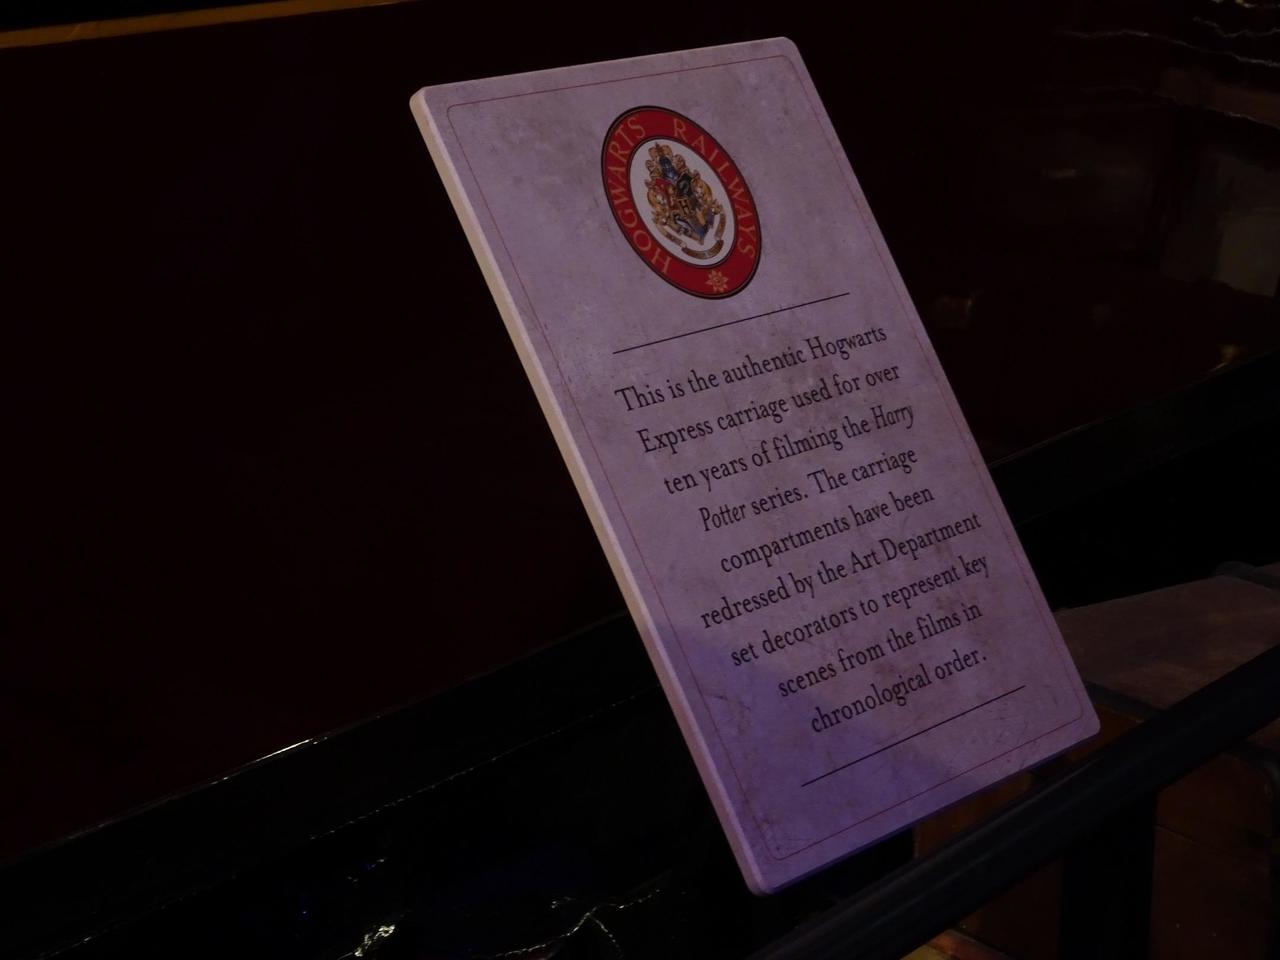 HOGWARTS RAILWAYS
This is the authentic Hogwarts
Express carriage used for over
ten years of filming the Harry
Potter series. The carriage
compartments have been
redressed by the Art Department
set decorators to represent key
scenes from the films in
chronological order.